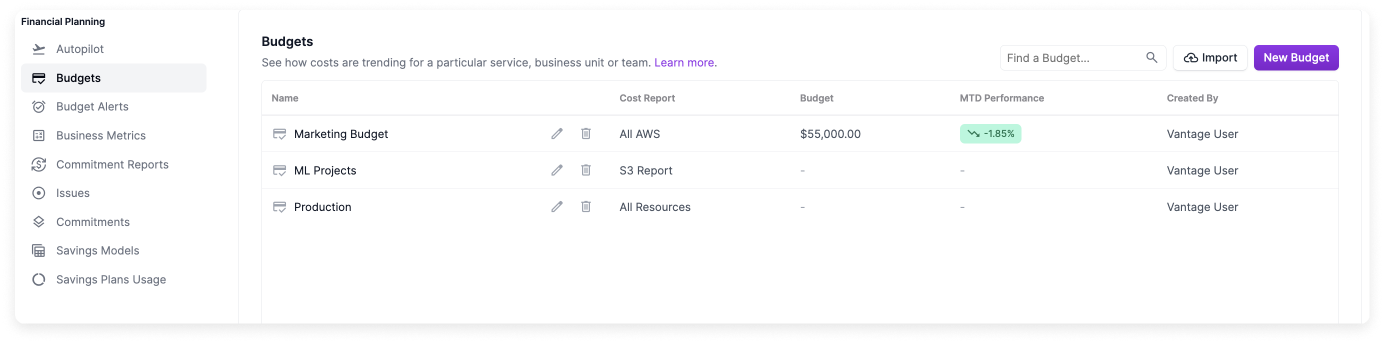 Financial Planning
Autopilot
Budgets
Budget Alerts
Business Metrics
Commitment Reports
Issues
Commitments
Savings Models
Savings Plans Usage
Budgets
See how costs are trending for a particular service, business unit or team. Learn more.
Find a Budget...
Import
New Budget
Name Cost Report Budget MTD Performance Created By
Marketing Budget All AWS $55,000.00 -1.85% Vantage User
ML Projects S3 Report - - Vantage User
Production All Resources - - Vantage User